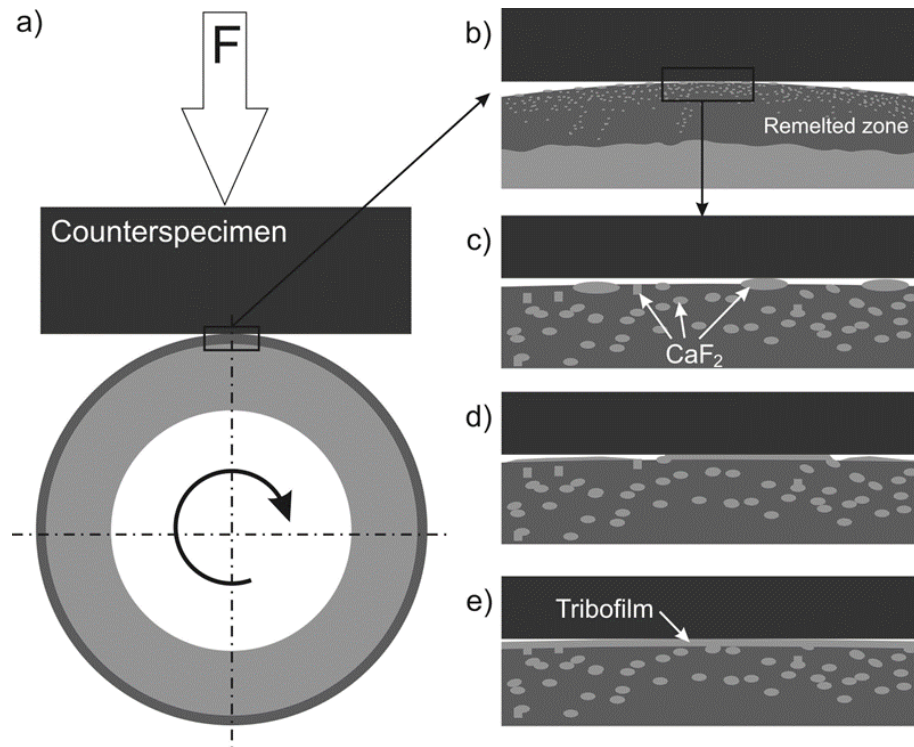 a)
F
Counterspecimen
b)
Remelted zone
c)
CaF₂
d)
e)
Tribofilm